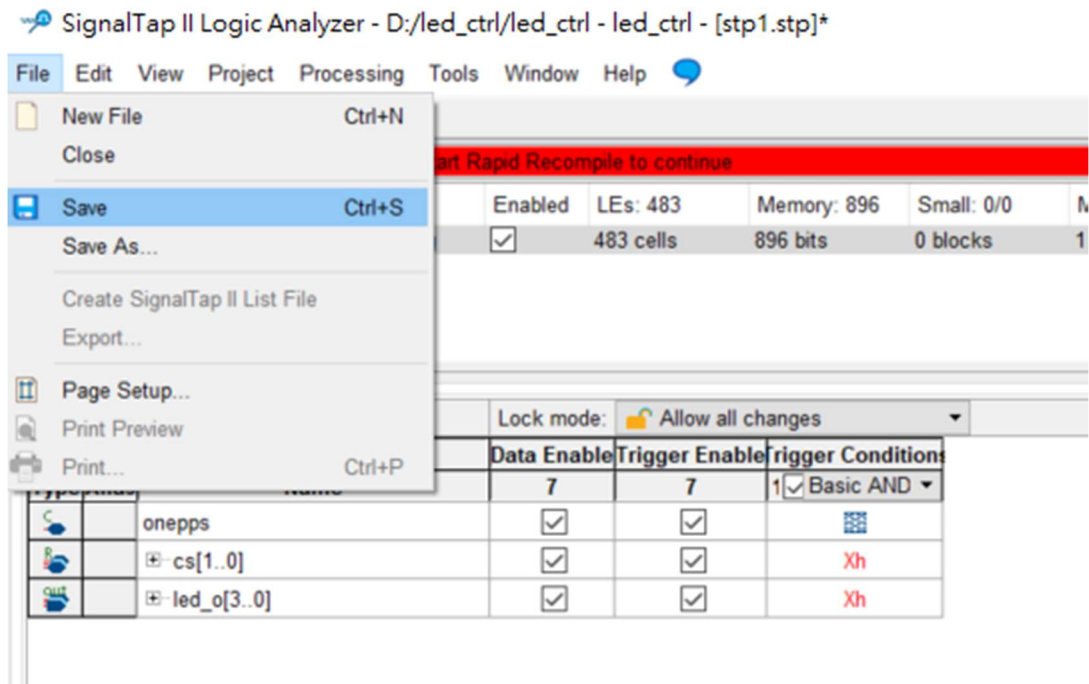 SignalTap II Logic Analyzer - D:/led_ctrl/led_ctrl - led_ctrl - [stp1.stp]*
File Edit View Project Processing Tools Window Help
New File Ctrl+N
Close
art Rapid Recompile to continue
Save Ctrl+S
Enabled LEs: 483 Memory: 896 Small: 0/0
Save As...
483 cells 896 bits 0 blocks 1
Create SignalTap II List File
Export...
Page Setup...
Lock mode: Allow all changes
Print Preview
Data Enable Trigger Enable Trigger Conditions
Print... Ctrl+P
7 7 1 Basic AND
Type Alias Name
onepps
cs[1..0] Xh
led_o[3..0] Xh